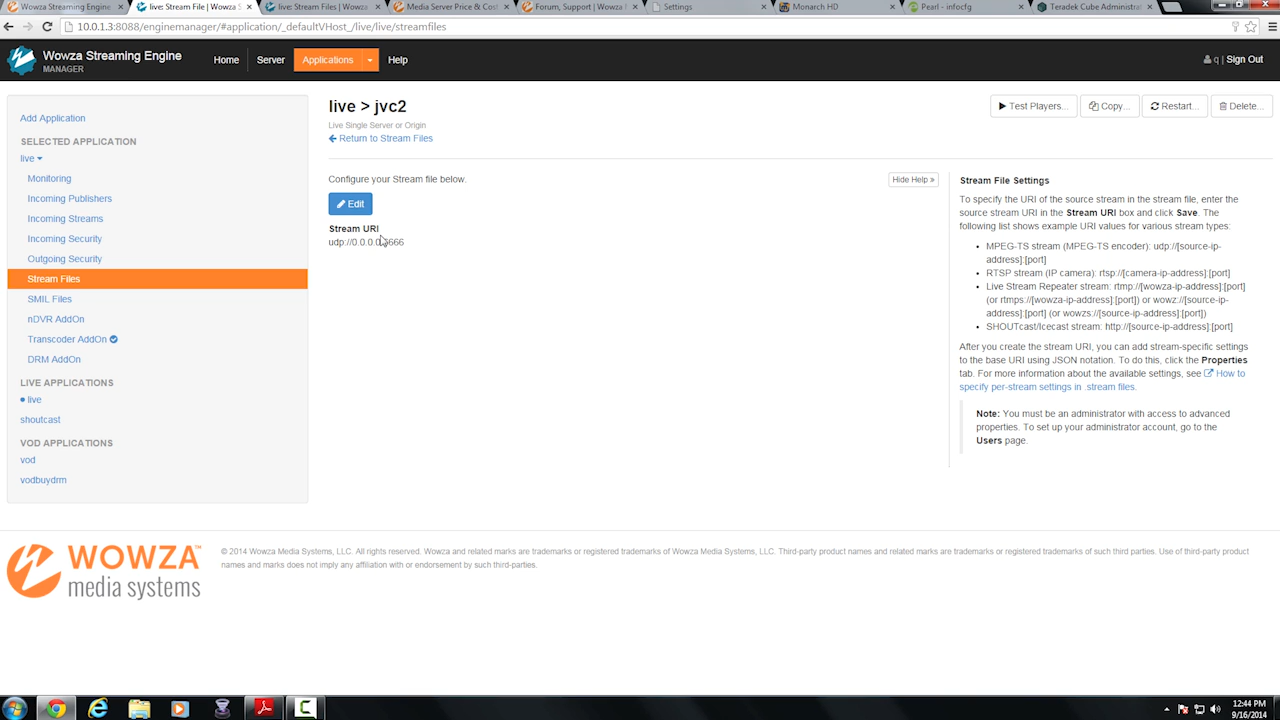 Wowza Streaming Engine
live: Stream File | Wowza S
live: Stream Files | Wowza
Media Server Price & Cost
Forum, Support | Wowza
Settings
Monarch HD
Pearl - infocfg
Teradek Cube Administrat
10.0.1.3:8088/enginemanager/#application/_defaultVHost_/live/live/streamfiles
Wowza Streaming Engine
MANAGER
Home
Server
Applications
Help
q | Sign Out
Add Application
SELECTED APPLICATION
live
Monitoring
Incoming Publishers
Incoming Streams
Incoming Security
Outgoing Security
Stream Files
SMIL Files
nDVR AddOn
Transcoder AddOn
DRM AddOn
LIVE APPLICATIONS
live
shoutcast
VOD APPLICATIONS
vod
vodbuydrm
live > jvc2
Live Single Server or Origin
Return to Stream Files
Test Players...
Copy...
Restart...
Delete...
Configure your Stream file below.
Hide Help »
Edit
Stream URI
Stream File Settings
To specify the URI of the source stream in the stream file, enter the
source stream URI in the Stream URI box and click Save. The
following list shows example URI values for various stream types:
• MPEG-TS stream (MPEG-TS encoder): udp://[source-ip-
address]:[port]
• RTSP stream (IP camera): rtsp://[camera-ip-address]:[port]
• Live Stream Repeater stream: rtmp://[wowza-ip-address]:[port]
(or rtmps://[wowza-ip-address]:[port]) or wowz://[source-ip-
address]:[port] (or wowzs://[source-ip-address]:[port])
• SHOUTcast/Icecast stream: http://[source-ip-address]:[port]
After you create the stream URI, you can add stream-specific settings
to the base URI using JSON notation. To do this, click the Properties
tab. For more information about the available settings, see How to
specify per-stream settings in .stream files.
Note: You must be an administrator with access to advanced
properties. To set up your administrator account, go to the
Users page.
WOWZA™
media systems
© 2014 Wowza Media Systems, LLC. All rights reserved. Wowza and related marks are trademarks or registered trademarks of Wowza Media Systems, LLC. Third-party product names and related marks are trademarks or registered trademarks of such third parties. Use of third-party product
names and marks does not imply any affiliation with or endorsement by such third-parties.
12:44 PM
9/16/2014